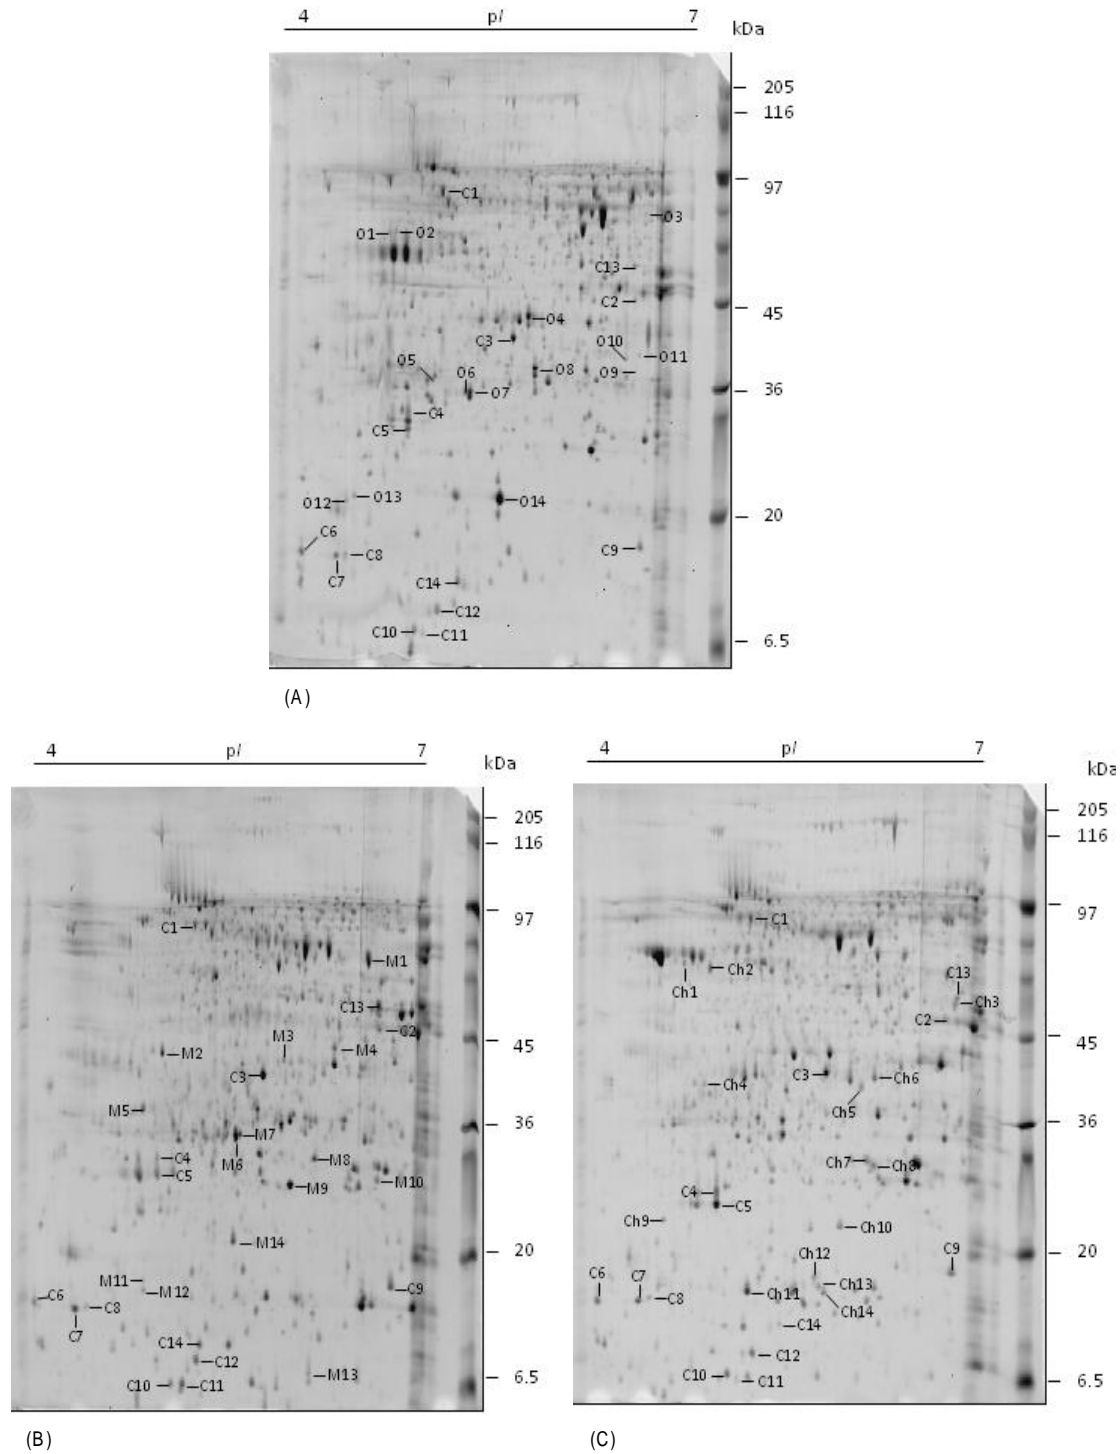 4 pI 7
kDa
205
116
97
C1
O3
O1 O2
C13
C2
45
O4
C3
O10
O11
O5
O6 O8 O9
O7
36
C4
C5
O12 O13 O14
20
C6
C8 C9
C7
C14
C12
C10 C11
6.5
(A)
4 pI 7
kDa
205
116
97
C1
M1
C13
C2
M3
45
M2 M4
C3
M5
36
M7
C4 M6 M8
C5 M9 M10
M14
20
M11
M12 C9
C6
C8
C7
C14
C12
C10 C11 M13
6.5
(B)
4 pI 7
kDa
205
116
97
C1
Ch2
C13
Ch1 Ch3
C2
45
C3 Ch6
Ch4
Ch5
36
Ch7 Ch8
C4
C5
Ch9 Ch10
Ch12 20
C6 C7 C9
Ch13
C8 Ch11
Ch14
C14
C12
C10 C11
6.5
(C)